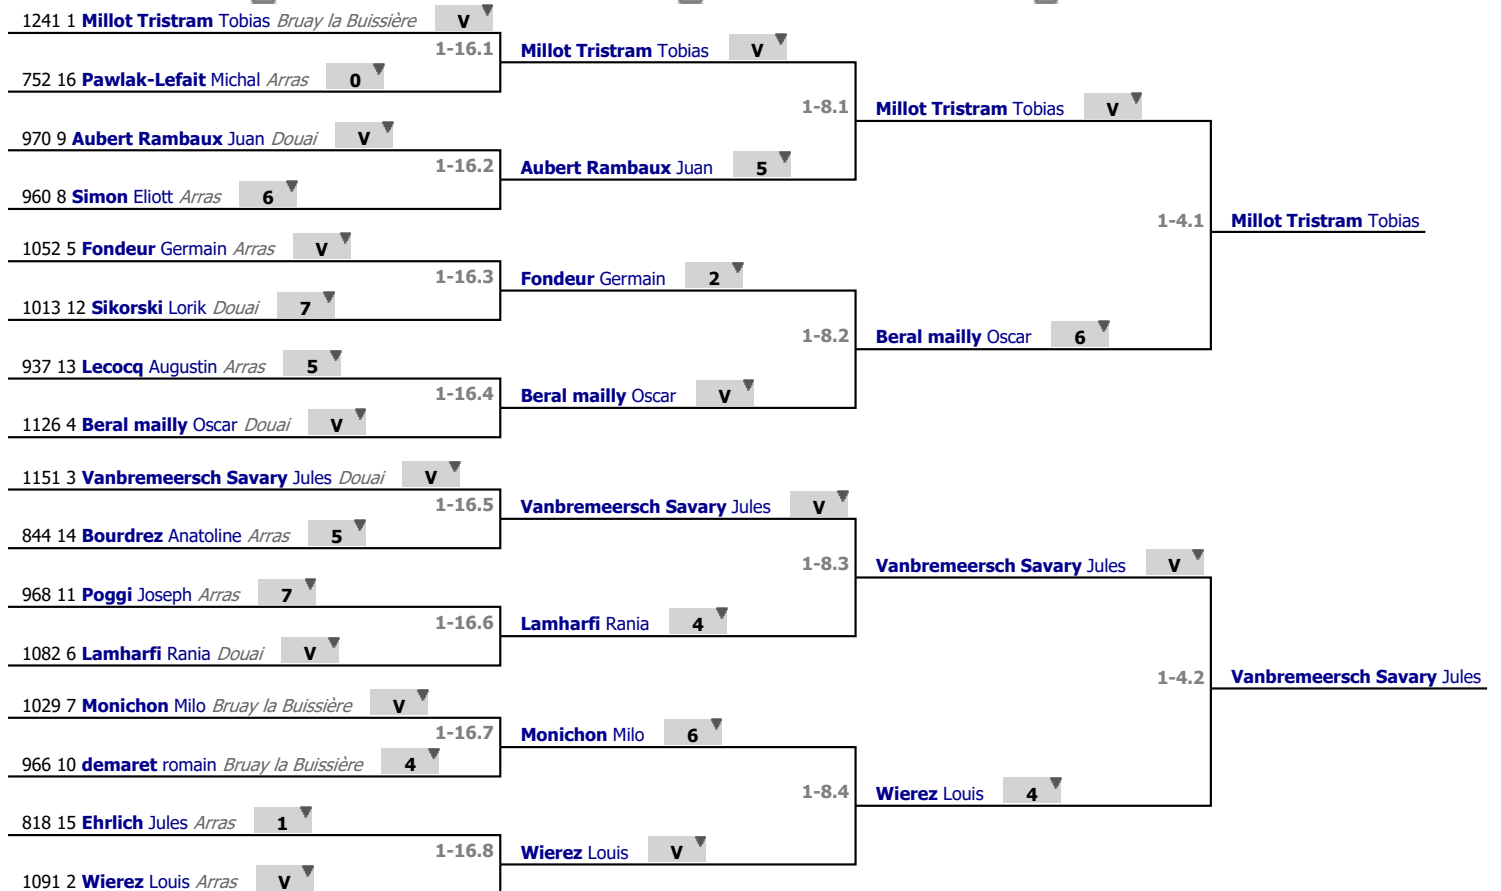 1241 1 Millot Tristram Tobias Bruay la Buissière V
1-16.1
752 16 Pawlak-Lefait Michal Arras 0
970 9 Aubert Rambaux Juan Douai V
1-16.2
960 8 Simon Eliott Arras 6
1052 5 Fondeur Germain Arras V
1-16.3
1013 12 Sikorski Lorik Douai 7
937 13 Lecocq Augustin Arras 5
1-16.4
1126 4 Beral mailly Oscar Douai V
1151 3 Vanbremeersch Savary Jules Douai V
1-16.5
844 14 Bourdrez Anatoline Arras 5
968 11 Poggi Joseph Arras 7
1-16.6
1082 6 Lamharfi Rania Douai V
1029 7 Monichon Milo Bruay la Buissière V
1-16.7
966 10 demaret romain Bruay la Buissière 4
818 15 Ehrlich Jules Arras 1
1-16.8
1091 2 Wierez Louis Arras V
Millot Tristram Tobias V
1-8.1
Aubert Rambaux Juan 5
Fondeur Germain 2
1-8.2
Beral mailly Oscar V
Vanbremeersch Savary Jules V
1-8.3
Lamharfi Rania 4
Monichon Milo 6
1-8.4
Wierez Louis V
Millot Tristram Tobias V
1-4.1
Beral mailly Oscar 6
Vanbremeersch Savary Jules V
1-4.2
Wierez Louis 4
Millot Tristram Tobias
Vanbremeersch Savary Jules